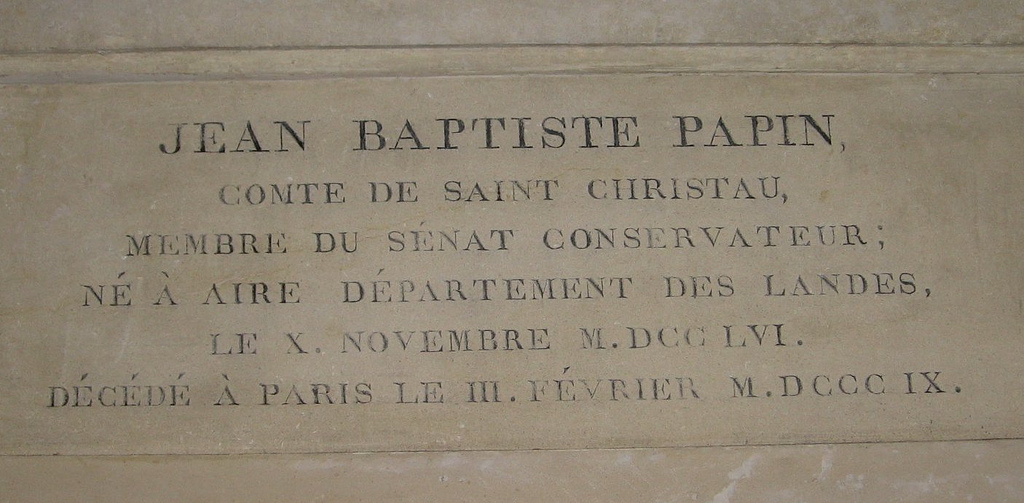 JEAN BAPTISTE PAPIN,
COMTE DE SAINT CHRISTAU,
MEMBRE DU SÉNAT CONSERVATEUR;
NÉ À AIRE DÉPARTEMENT DES LANDES,
LE X. NOVEMBRE M.DCC LVI.
DÉCÉDÉ À PARIS LE III. FÉVRIER M.DCCC IX.